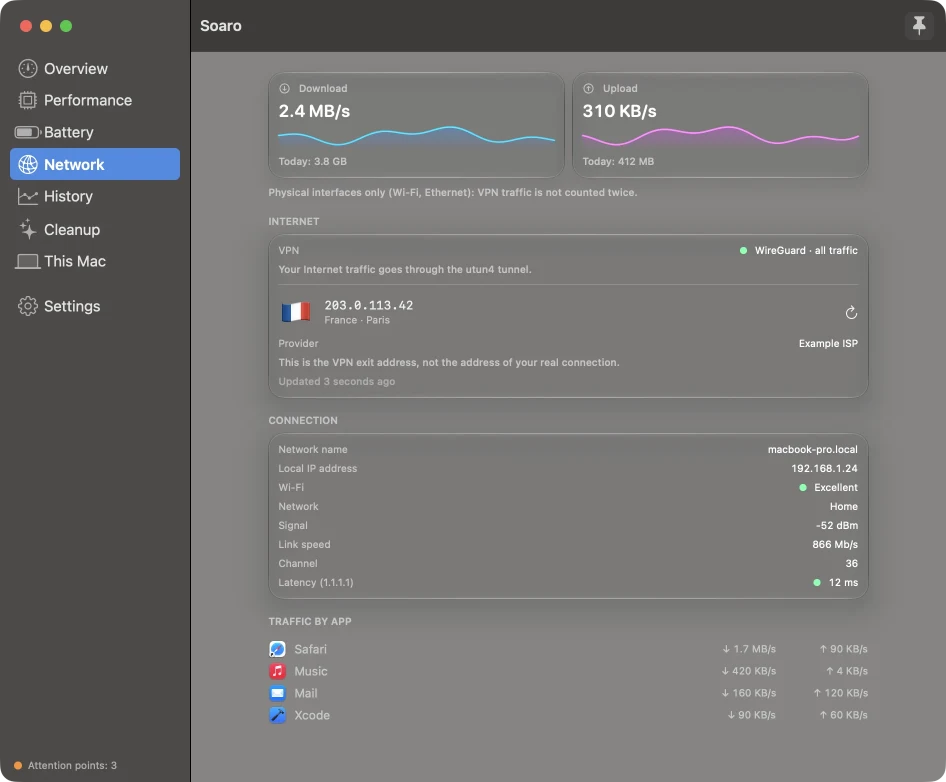 Soaro
Overview
Performance
Battery
Network
History
Cleanup
This Mac
Settings
Attention points: 3
Download
2.4 MB/s
Today: 3.8 GB
Upload
310 KB/s
Today: 412 MB
Physical interfaces only (Wi-Fi, Ethernet): VPN traffic is not counted twice.
INTERNET
VPN WireGuard · all traffic
Your Internet traffic goes through the utun4 tunnel.
203.0.113.42
France · Paris
Provider Example ISP
This is the VPN exit address, not the address of your real connection.
Updated 3 seconds ago
CONNECTION
Network name macbook-pro.local
Local IP address 192.168.1.24
Wi-Fi Excellent
Network Home
Signal -52 dBm
Link speed 866 Mb/s
Channel 36
Latency (1.1.1.1) 12 ms
TRAFFIC BY APP
Safari ↓ 1.7 MB/s ↑ 90 KB/s
Music ↓ 420 KB/s ↑ 4 KB/s
Mail ↓ 160 KB/s ↑ 120 KB/s
Xcode ↓ 90 KB/s ↑ 60 KB/s